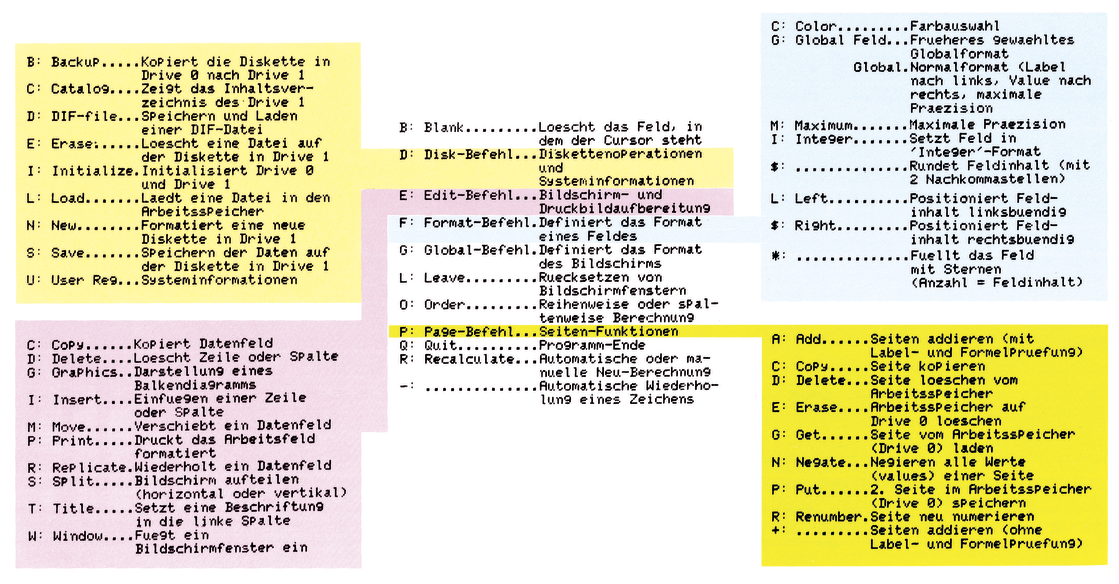 B: Backup.....Kopiert die Diskette in
Drive 0 nach Drive 1
C: Catalog....Zeigt das Inhaltsver-
zeichnis des Drive 1
D: DIF-file...Speichern und Laden
einer DIF-Datei
E: Erase:.....Loescht eine Datei auf
der Diskette in Drive 1
I: Initialize.Initialisiert Drive 0
und Drive 1
L: Load.......Laedt eine Datei in den
Arbeitsspeicher
N: New........Formatiert eine neue
Diskette in Drive 1
S: Save.......Speichern der Daten auf
der Diskette in Drive 1
U: User Reg...Systeminformationen
C: Copy......Kopiert Datenfeld
D: Delete....Loescht Zeile oder Spalte
G: Graphics..Darstellung eines
Balkendiagramms
I: Insert....Einfuegen einer Zeile
oder Spalte
M: Move......Verschiebt ein Datenfeld
P: Print.....Druckt das Arbeitsfeld
formatiert
R: Replicate.Wiederholt ein Datenfeld
S: Split.....Bildschirm aufteilen
(horizontal oder vertikal)
T: Title.....Setzt eine Beschriftung
in die linke Spalte
W: Window....Fuegt ein
Bildschirmfenster ein
B: Blank.........Loescht das Feld, in
dem der Cursor steht
D: Disk-Befehl...Diskettenoperationen
und
Systeminformationen
E: Edit-Befehl...Bildschirm- und
Druckbildaufbereitung
F: Format-Befehl.Definiert das Format
eines Feldes
G: Global-Befehl.Definiert das Format
des Bildschirms
L: Leave.........Ruecksetzen von
Bildschirmfenstern
O: Order.........Reihenweise oder spal-
tenweise Berechnung
P: Page-Befehl...Seiten-Funktionen
Q: Quit..........Programm-Ende
R: Recalculate...Automatische oder ma-
nuelle Neu-Berechnung
-: ..............Automatische Wiederho-
lung eines Zeichens
C: Color.........Farbauswahl
G: Global Feld...Frueheres gewaehltes
Globalformat
Global.Normalformat (Label
nach links, Value nach
rechts, maximale
Praezision
M: Maximum.......Maximale Praezision
I: Integer.......Setzt Feld in
'Integer'-Format
$: ..............Rundet Feldinhalt (mit
2 Nachkommastellen)
L: Left..........Positioniert Feld-
inhalt linksbuendig
$: Right.........Positioniert Feld-
inhalt rechtsbuendig
*: ..............Fuellt das Feld
mit Sternen
(Anzahl = Feldinhalt)
A: Add......Seiten addieren (mit
Label- und Formelpruefung)
C: Copy.....Seite kopieren
D: Delete...Seite loeschen vom
Arbeitsspeicher
E: Erase....Arbeitsspeicher auf
Drive 0 loeschen
G: Get......Seite vom Arbeitsspeicher
(Drive 0) laden
N: Negate...Negieren alle Werte
(values) einer Seite
P: Put......2. Seite im Arbeitsspeicher
(Drive 0) speichern
R: Renumber.Seite neu numerieren
+: .........Seiten addieren (ohne
Label- und Formelpruefung)